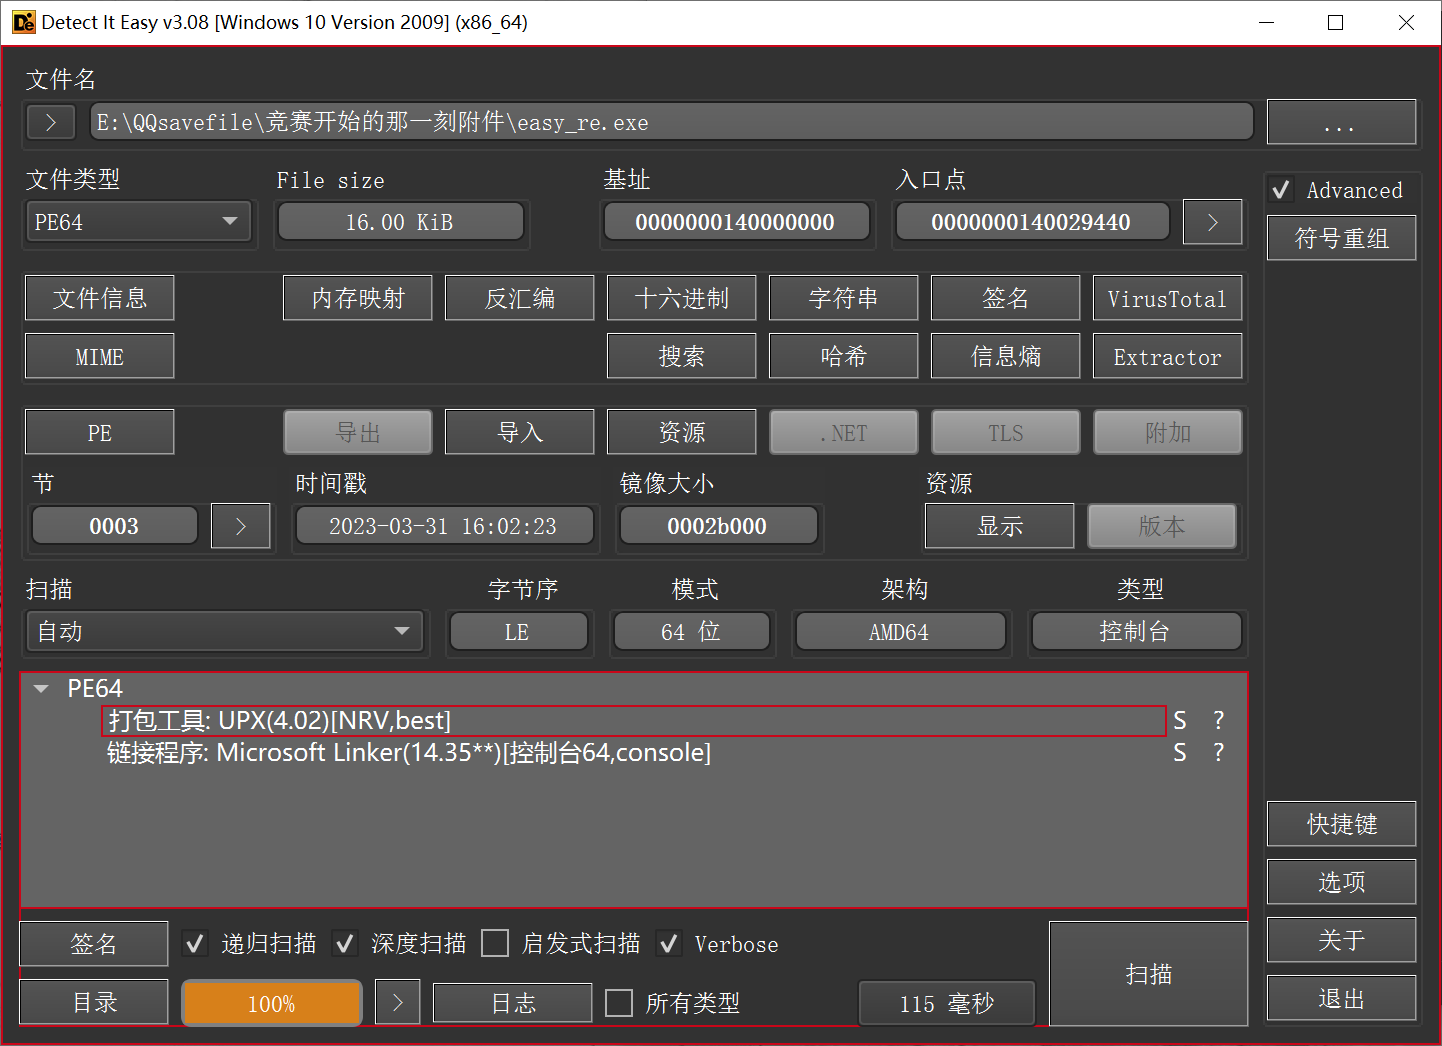 Detect It Easy v3.08 [Windows 10 Version 2009] (x86_64)
文件名
> E:\QQsavefile\竞赛开始的那一刻附件\easy_re.exe ...
文件类型 File size 基址 入口点 Advanced
PE64 16.00 KiB 0000000140000000 0000000140029440 > 符号重组
文件信息 内存映射 反汇编 十六进制 字符串 签名 VirusTotal
MIME 搜索 哈希 信息熵 Extractor
PE 导出 导入 资源 .NET TLS 附加
节 时间戳 镜像大小 资源
0003 > 2023-03-31 16:02:23 0002b000 显示 版本
扫描 字节序 模式 架构 类型
自动 LE 64 位 AMD64 控制台
PE64
打包工具: UPX(4.02)[NRV,best] S ?
链接程序: Microsoft Linker(14.35**)[控制台64,console] S ?
快捷键
选项
签名 递归扫描 深度扫描 启发式扫描 Verbose 扫描 关于
目录 100% > 日志 所有类型 115 毫秒 退出